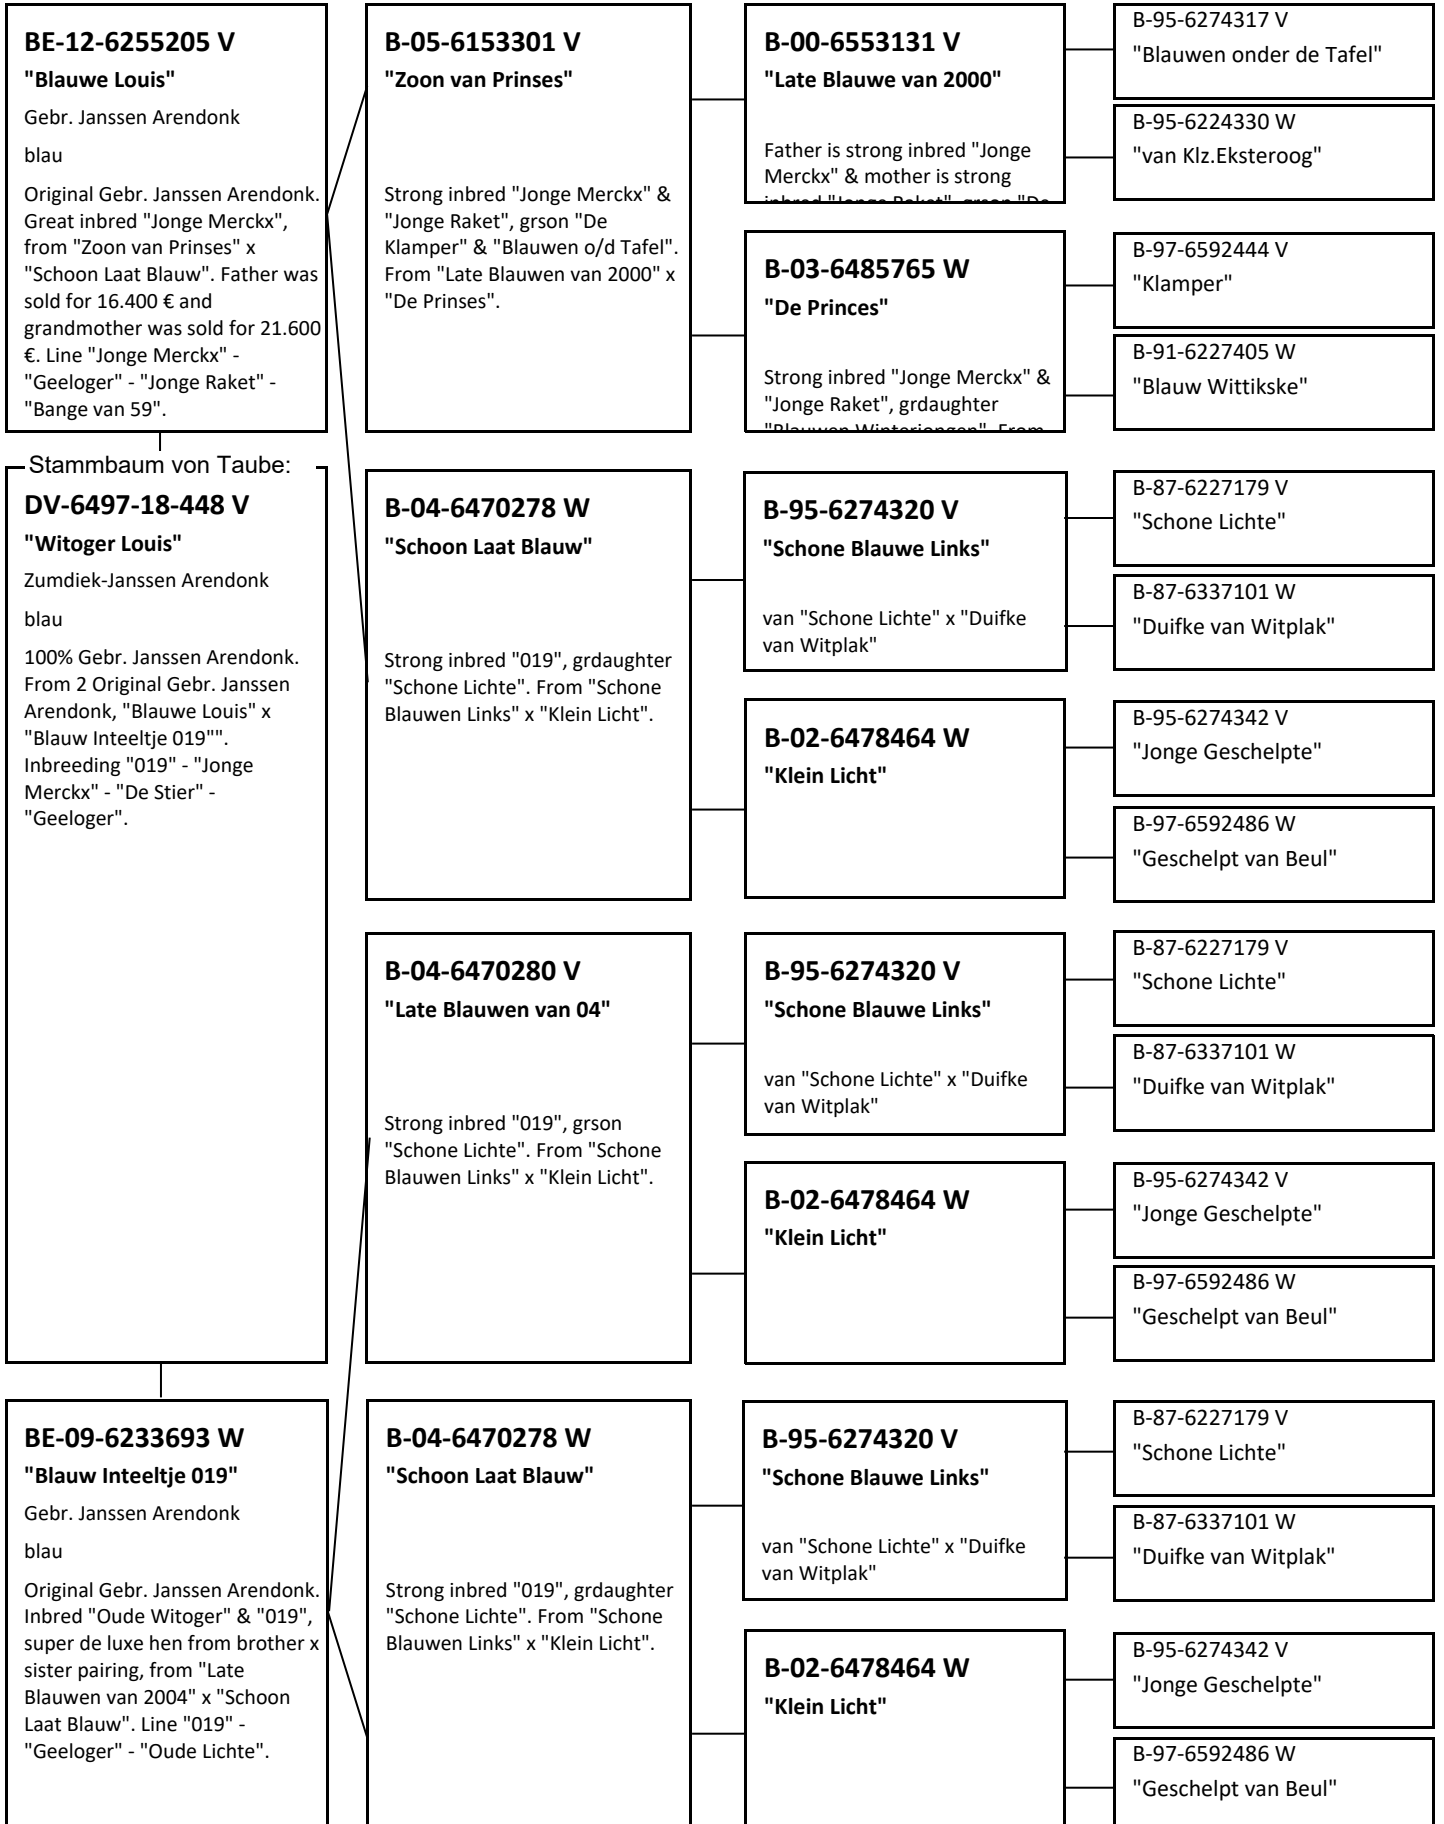 BE-12-6255205 V
"Blauwe Louis"
Gebr. Janssen Arendonk
blau
Original Gebr. Janssen Arendonk.
Great inbred "Jonge Merckx",
from "Zoon van Prinses" x
"Schoon Laat Blauw". Father was
sold for 16.400 € and
grandmother was sold for 21.600
€. Line "Jonge Merckx" -
"Geeloger" - "Jonge Raket" -
"Bange van 59".
Stammbaum von Taube:
DV-6497-18-448 V
"Witoger Louis"
Zumdiek-Janssen Arendonk
blau
100% Gebr. Janssen Arendonk.
From 2 Original Gebr. Janssen
Arendonk, "Blauwe Louis" x
"Blauw Inteeltje 019"".
Inbreeding "019" - "Jonge
Merckx" - "De Stier" -
"Geeloger".
BE-09-6233693 W
"Blauw Inteeltje 019"
Gebr. Janssen Arendonk
blau
Original Gebr. Janssen Arendonk.
Inbred "Oude Witoger" & "019",
super de luxe hen from brother x
sister pairing, from "Late
Blauwen van 2004" x "Schoon
Laat Blauw". Line "019" -
"Geeloger" - "Oude Lichte".
B-05-6153301 V
"Zoon van Prinses"
Strong inbred "Jonge Merckx" &
"Jonge Raket", grson "De
Klamper" & "Blauwen o/d Tafel".
From "Late Blauwen van 2000" x
"De Prinses".
B-04-6470278 W
"Schoon Laat Blauw"
Strong inbred "019", grdaughter
"Schone Lichte". From "Schone
Blauwen Links" x "Klein Licht".
B-04-6470280 V
"Late Blauwen van 04"
Strong inbred "019", grson
"Schone Lichte". From "Schone
Blauwen Links" x "Klein Licht".
B-04-6470278 W
"Schoon Laat Blauw"
Strong inbred "019", grdaughter
"Schone Lichte". From "Schone
Blauwen Links" x "Klein Licht".
B-00-6553131 V
"Late Blauwe van 2000"
Father is strong inbred "Jonge
Merckx" & mother is strong
inbred "Jonge Raket", grson "De
B-03-6485765 W
"De Princes"
Strong inbred "Jonge Merckx" &
"Jonge Raket", grdaughter
"Blauwen Winterjongen". From
B-95-6274320 V
"Schone Blauwe Links"
van "Schone Lichte" x "Duifke
van Witplak"
B-02-6478464 W
"Klein Licht"
B-95-6274320 V
"Schone Blauwe Links"
van "Schone Lichte" x "Duifke
van Witplak"
B-02-6478464 W
"Klein Licht"
B-95-6274320 V
"Schone Blauwe Links"
van "Schone Lichte" x "Duifke
van Witplak"
B-02-6478464 W
"Klein Licht"
B-95-6274317 V
"Blauwen onder de Tafel"
B-95-6224330 W
"van Klz.Eksteroog"
B-97-6592444 V
"Klamper"
B-91-6227405 W
"Blauw Wittikske"
B-87-6227179 V
"Schone Lichte"
B-87-6337101 W
"Duifke van Witplak"
B-95-6274342 V
"Jonge Geschelpte"
B-97-6592486 W
"Geschelpt van Beul"
B-87-6227179 V
"Schone Lichte"
B-87-6337101 W
"Duifke van Witplak"
B-95-6274342 V
"Jonge Geschelpte"
B-97-6592486 W
"Geschelpt van Beul"
B-87-6227179 V
"Schone Lichte"
B-87-6337101 W
"Duifke van Witplak"
B-95-6274342 V
"Jonge Geschelpte"
B-97-6592486 W
"Geschelpt van Beul"